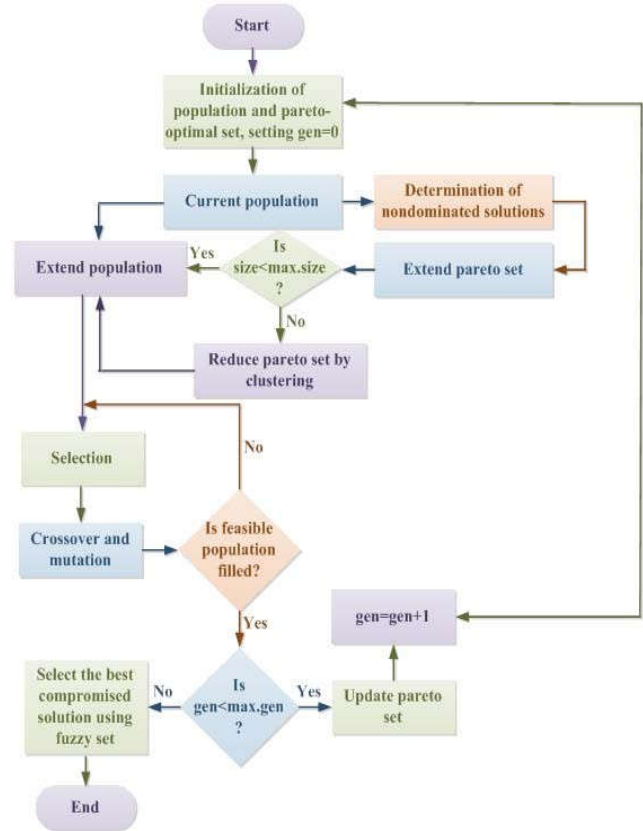 Start
Initialization of
population and pareto-
optimal set, setting gen=0
Current population
Determination of
nondominated solutions
Extend population
Yes
Is
size<max.size
?
Extend pareto set
No
Reduce pareto set by
clustering
No
Selection
Crossover and
mutation
Is feasible
population
filled?
Yes
gen=gen+1
Select the best
compromised
solution using
fuzzy set
No
Is
gen<max.gen
?
Yes
Update pareto
set
End